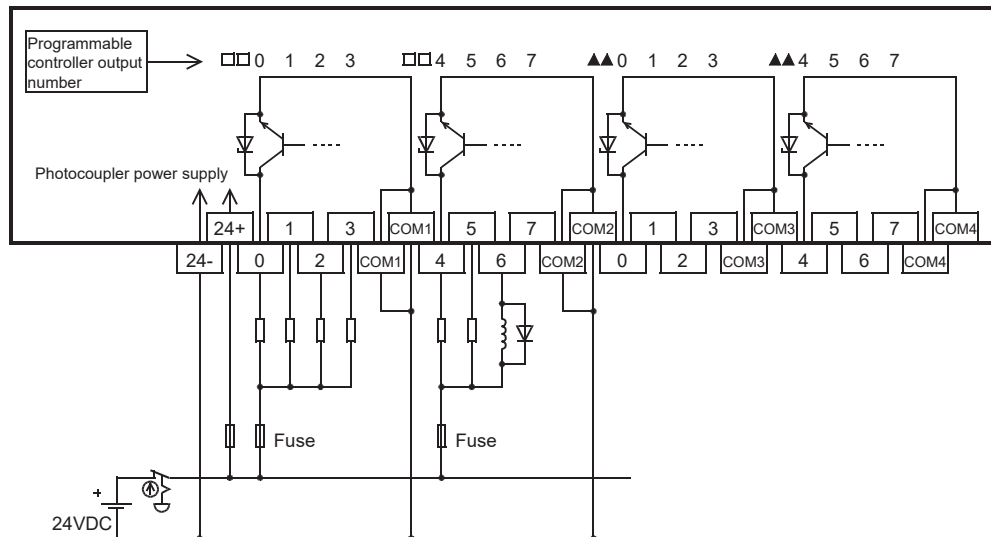 Programmable
controller output
number
□□ 0 1 2 3 □□ 4 5 6 7 ▲▲ 0 1 2 3 ▲▲ 4 5 6 7
Photocoupler power supply
24+ 1 3 COM1 5 7 COM2 1 3 COM3 5 7 COM4
24- 0 2 COM1 4 6 COM2 0 2 COM3 4 6 COM4
Fuse Fuse
+
24VDC